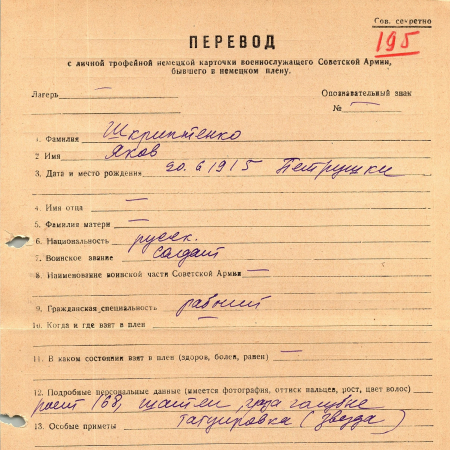 Сов. секретно
195
ПЕРЕВОД
с личной трофейной немецкой карточки военнослужащего Советской Армии,
бывшего в немецком плену.
Лагерь —
Опознавательный знак
№ —
1. Фамилия Шкриптенко
2 Имя Яков
3. Дата и место рождения 20. 6 1915 Петрушки
4. Имя отца —
5. Фамилия матери —
6. Национальность русск.
7. Воинское звание солдат
8. Наименование воинской части Советской Армии —
9. Гражданская специальность рабочий
10. Когда и где взят в плен —
11. В каком состоянии взят в плен (здоров, болен, ранен) —
12. Подробные персональные данные (имеется фотография, оттиск пальцев, рост, цвет волос)
рост 168, шатен, глаза голубые
13. Особые приметы татуировка (звезда)